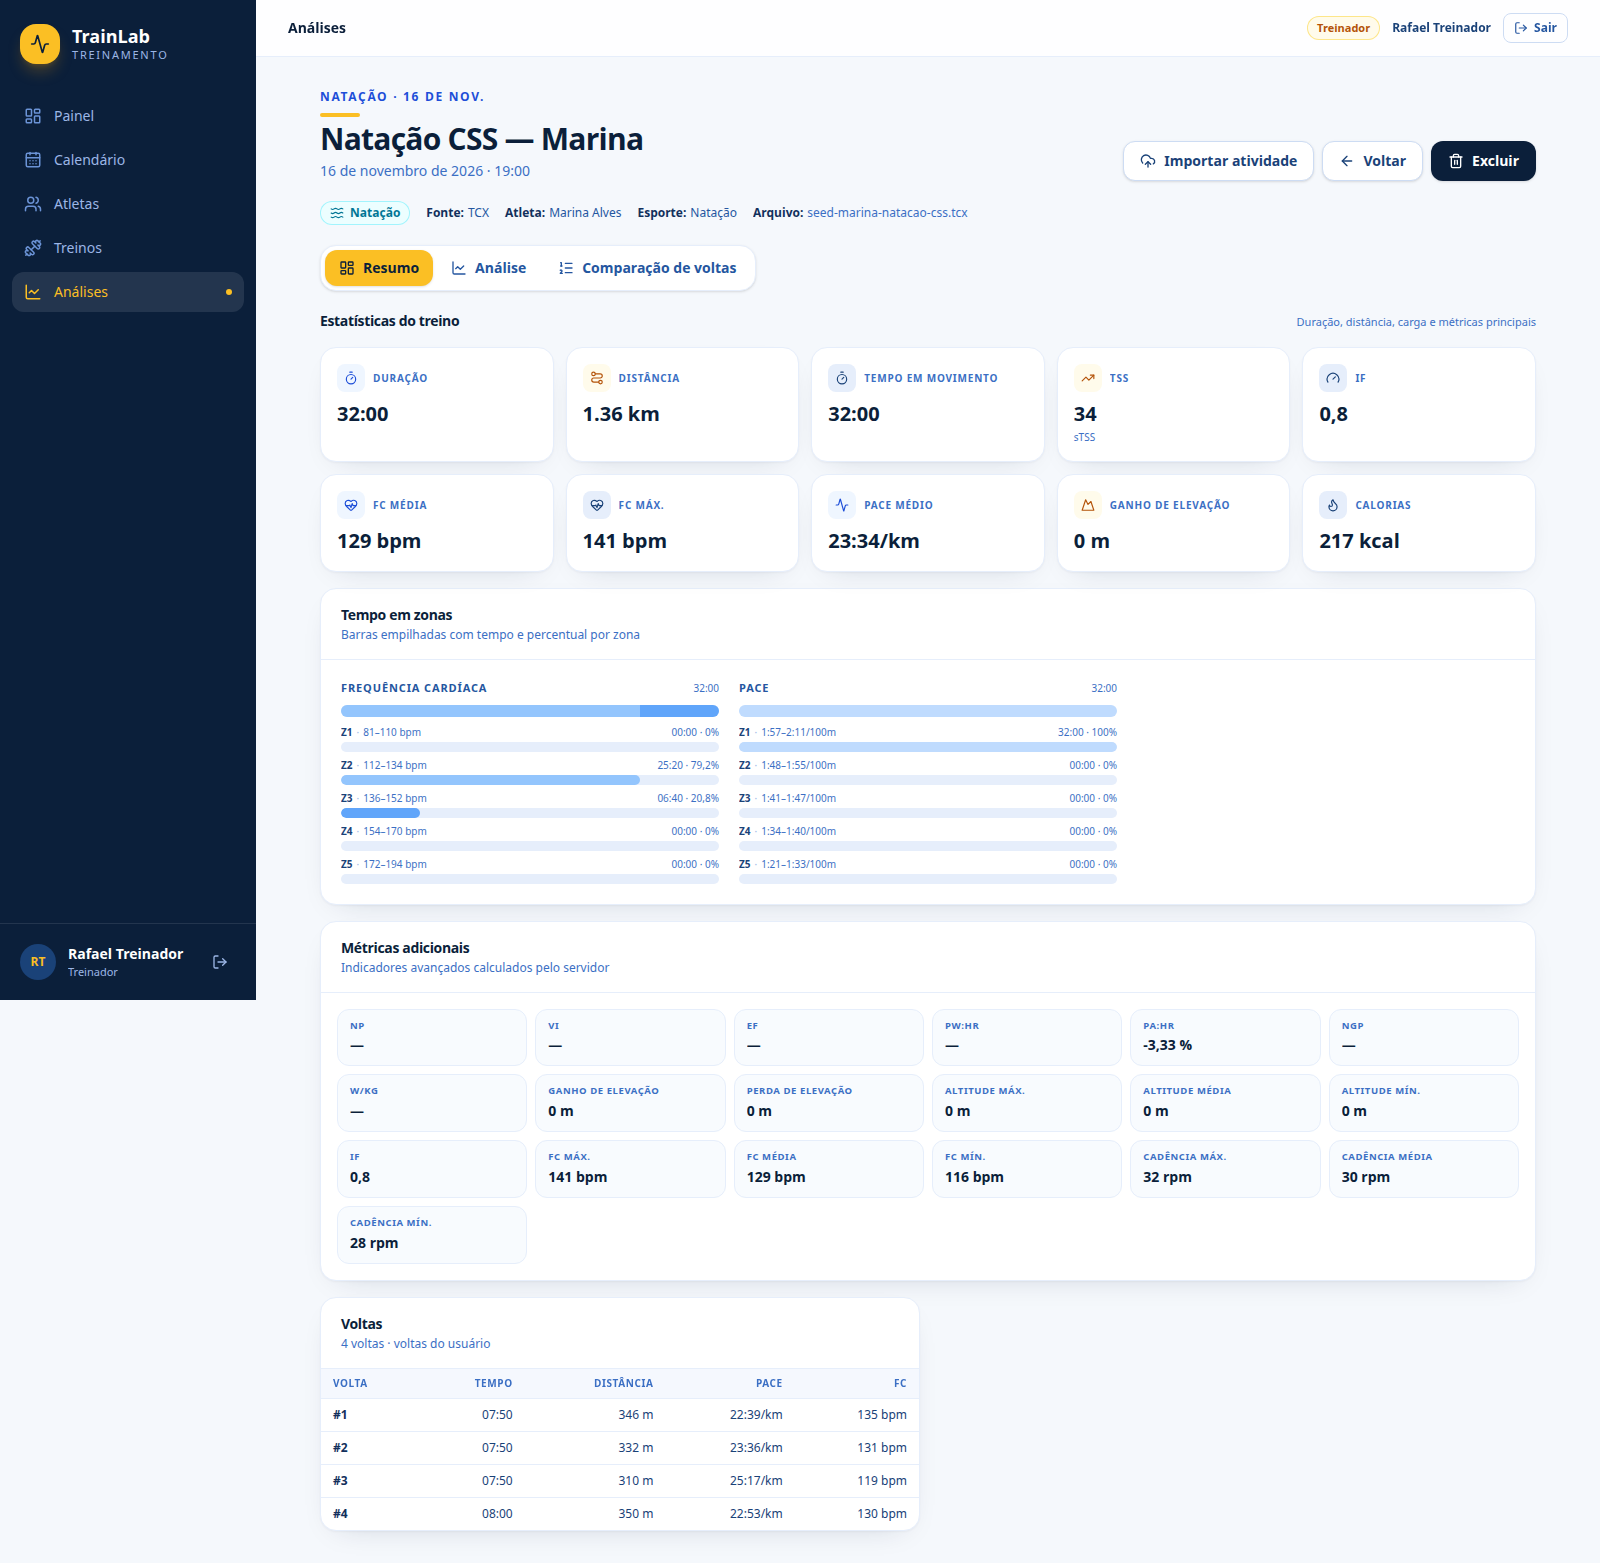 TrainLab
TREINAMENTO
Painel
Calendário
Atletas
Treinos
Análises
RT
Rafael Treinador
Treinador
Análises
Treinador
Rafael Treinador
Sair
NATAÇÃO · 16 DE NOV.
Natação CSS — Marina
16 de novembro de 2026 · 19:00
Importar atividade
Voltar
Excluir
Natação
Fonte: TCX
Atleta: Marina Alves
Esporte: Natação
Arquivo: seed-marina-natacao-css.tcx
Resumo
Análise
Comparação de voltas
Estatísticas do treino
Duração, distância, carga e métricas principais
DURAÇÃO
32:00
DISTÂNCIA
1.36 km
TEMPO EM MOVIMENTO
32:00
TSS
34
sTSS
IF
0,8
FC MÉDIA
129 bpm
FC MÁX.
141 bpm
PACE MÉDIO
23:34/km
GANHO DE ELEVAÇÃO
0 m
CALORIAS
217 kcal
Tempo em zonas
Barras empilhadas com tempo e percentual por zona
FREQUÊNCIA CARDÍACA 32:00
Z1 · 81–110 bpm 00:00 · 0%
Z2 · 112–134 bpm 25:20 · 79,2%
Z3 · 136–152 bpm 06:40 · 20,8%
Z4 · 154–170 bpm 00:00 · 0%
Z5 · 172–194 bpm 00:00 · 0%
PACE 32:00
Z1 · 1:57–2:11/100m 32:00 · 100%
Z2 · 1:48–1:55/100m 00:00 · 0%
Z3 · 1:41–1:47/100m 00:00 · 0%
Z4 · 1:34–1:40/100m 00:00 · 0%
Z5 · 1:21–1:33/100m 00:00 · 0%
Métricas adicionais
Indicadores avançados calculados pelo servidor
NP
—
VI
—
EF
—
PW:HR
—
PA:HR
-3,33 %
NGP
—
W/KG
—
GANHO DE ELEVAÇÃO
0 m
PERDA DE ELEVAÇÃO
0 m
ALTITUDE MÁX.
0 m
ALTITUDE MÉDIA
0 m
ALTITUDE MÍN.
0 m
IF
0,8
FC MÁX.
141 bpm
FC MÉDIA
129 bpm
FC MÍN.
116 bpm
CADÊNCIA MÁX.
32 rpm
CADÊNCIA MÉDIA
30 rpm
CADÊNCIA MÍN.
28 rpm
Voltas
4 voltas · voltas do usuário
VOLTA TEMPO DISTÂNCIA PACE FC
#1 07:50 346 m 22:39/km 135 bpm
#2 07:50 332 m 23:36/km 131 bpm
#3 07:50 310 m 25:17/km 119 bpm
#4 08:00 350 m 22:53/km 130 bpm